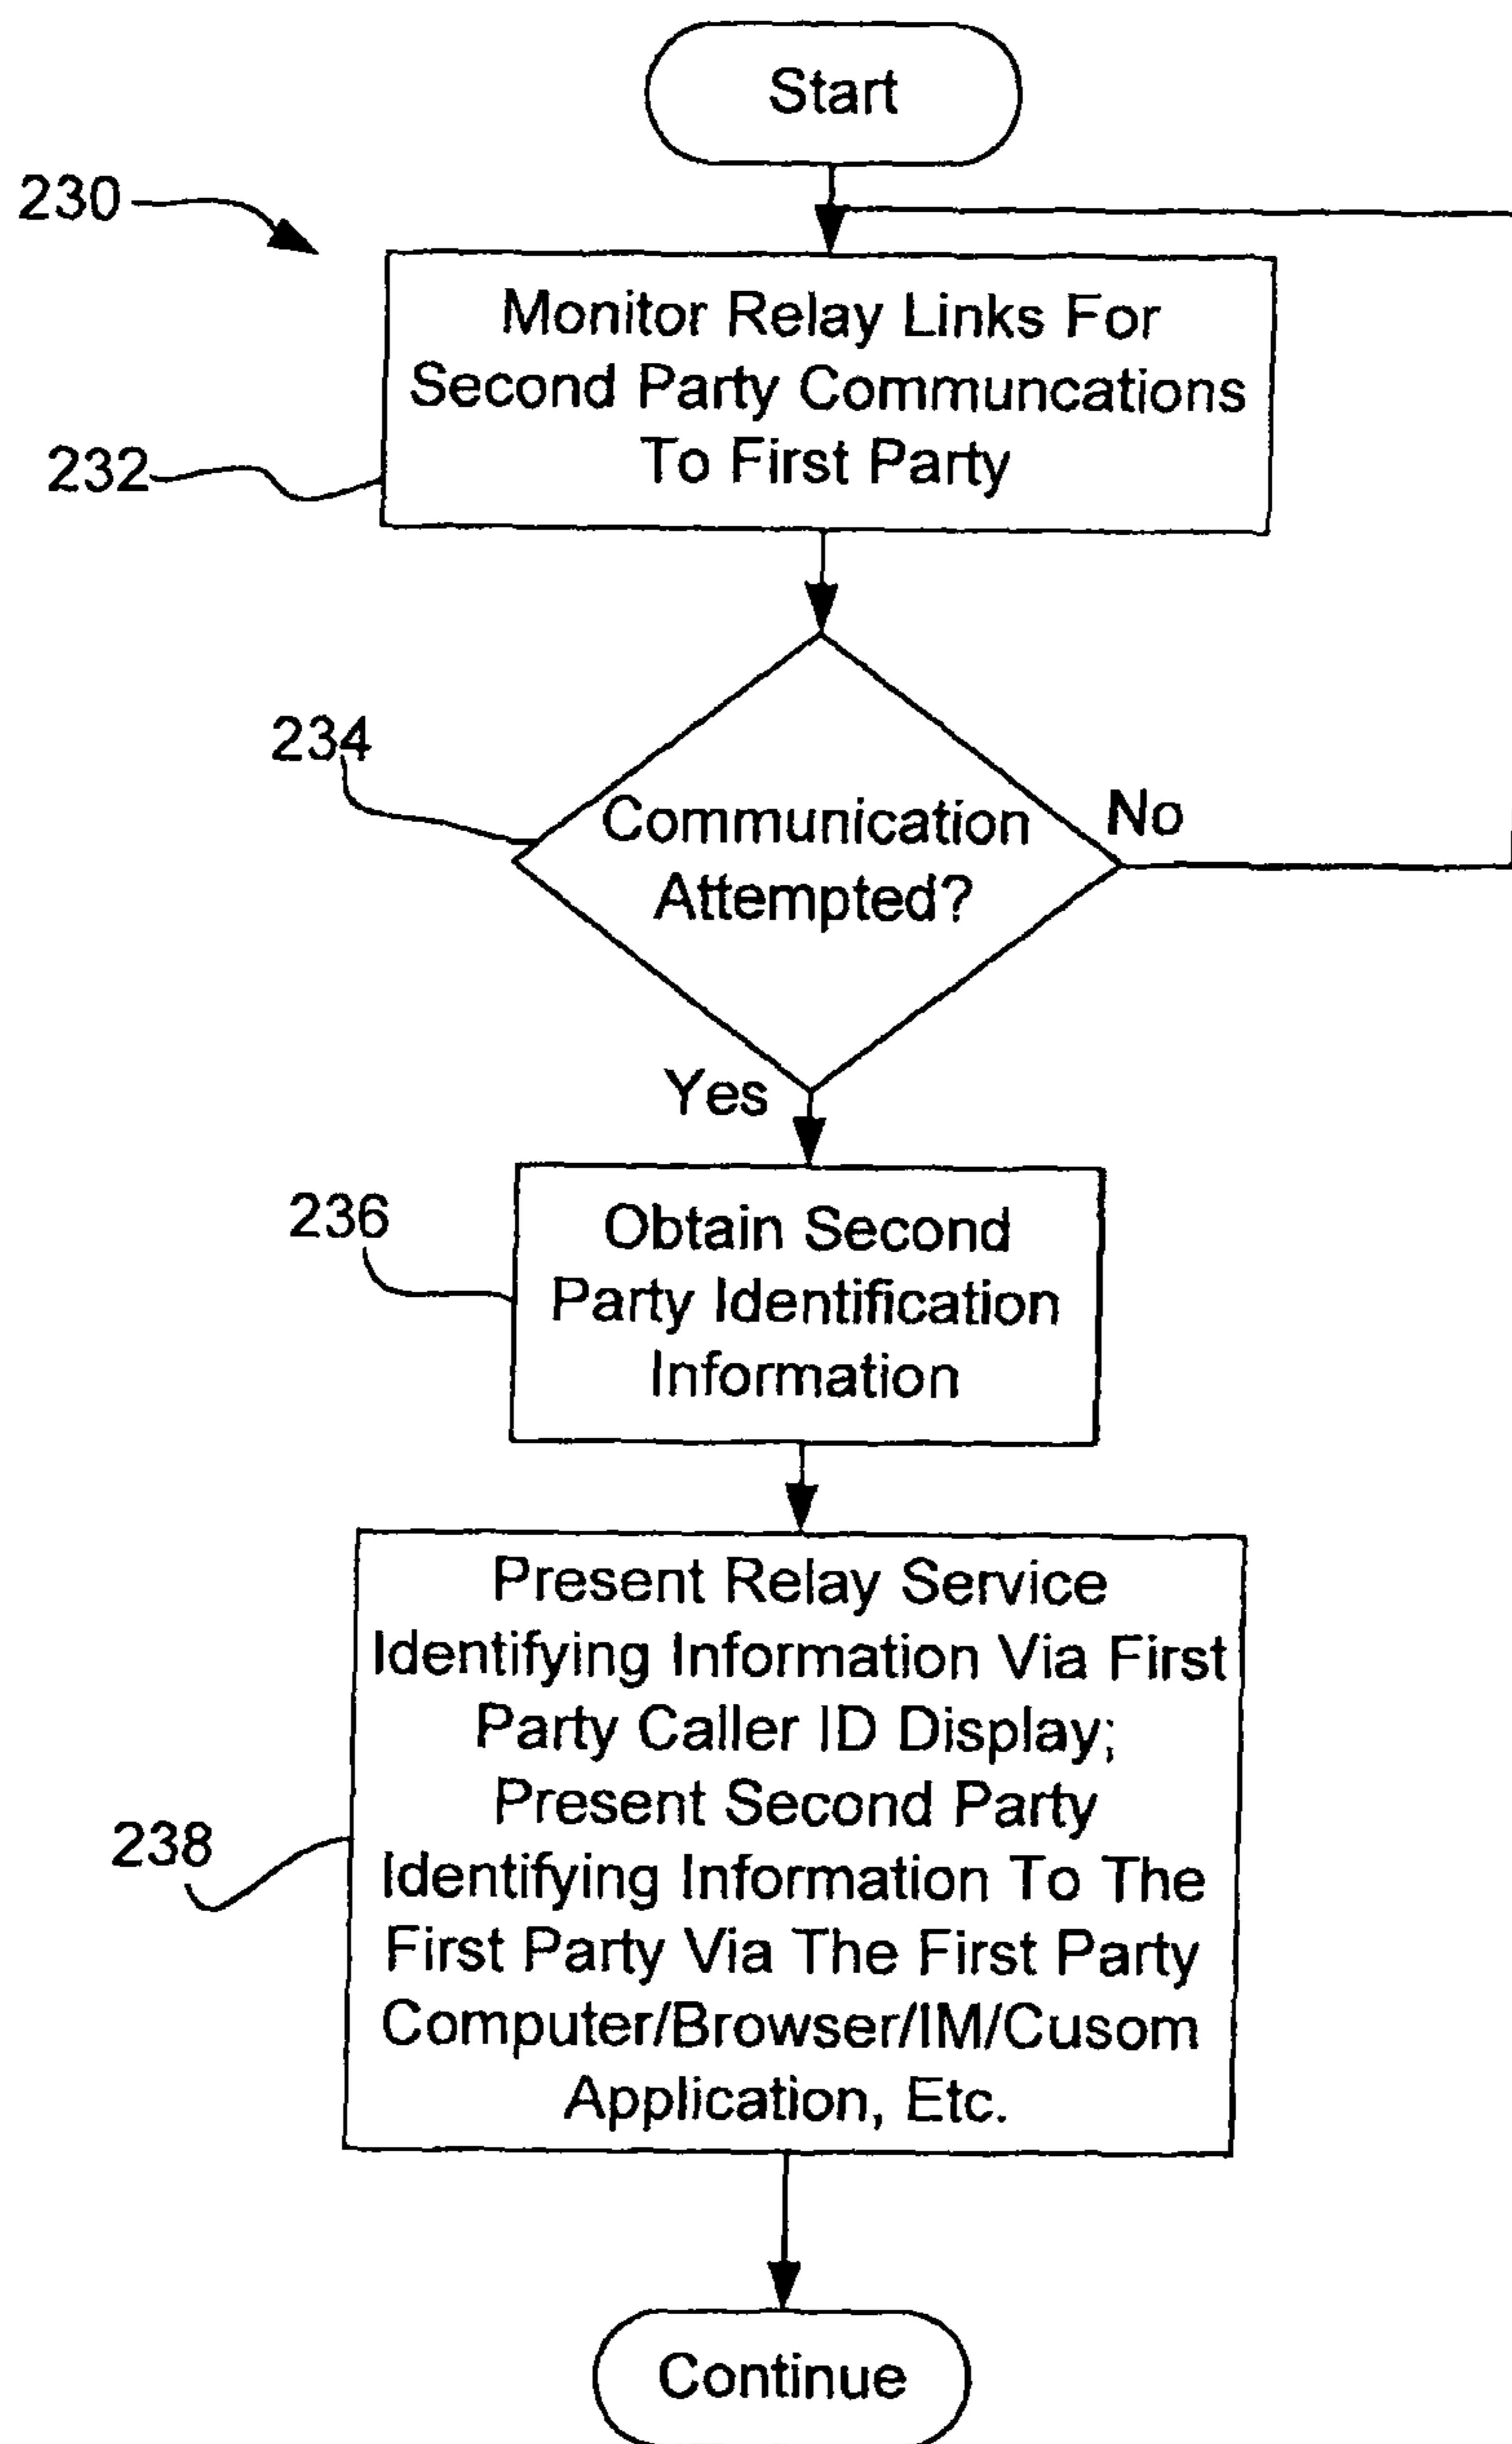 Start
230
Monitor Relay Links For
Second Party Communcations
To First Party
232
234
Communication
Attempted?
No
Yes
236
Obtain Second
Party Identification
Information
Present Relay Service
Identifying Information Via First
Party Caller ID Display;
Present Second Party
Identifying Information To The
First Party Via The First Party
Computer/Browser/IM/Cusom
Application, Etc.
238
Continue